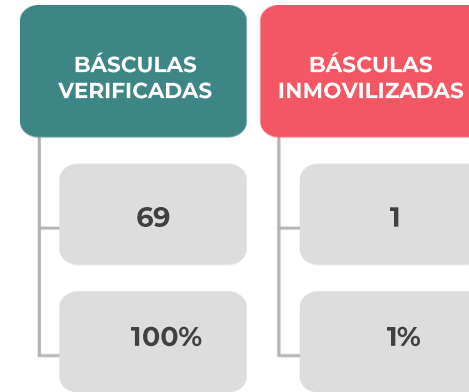 BÁSCULAS
VERIFICADAS
69
100%
BÁSCULAS
INMOVILIZADAS
1
1%